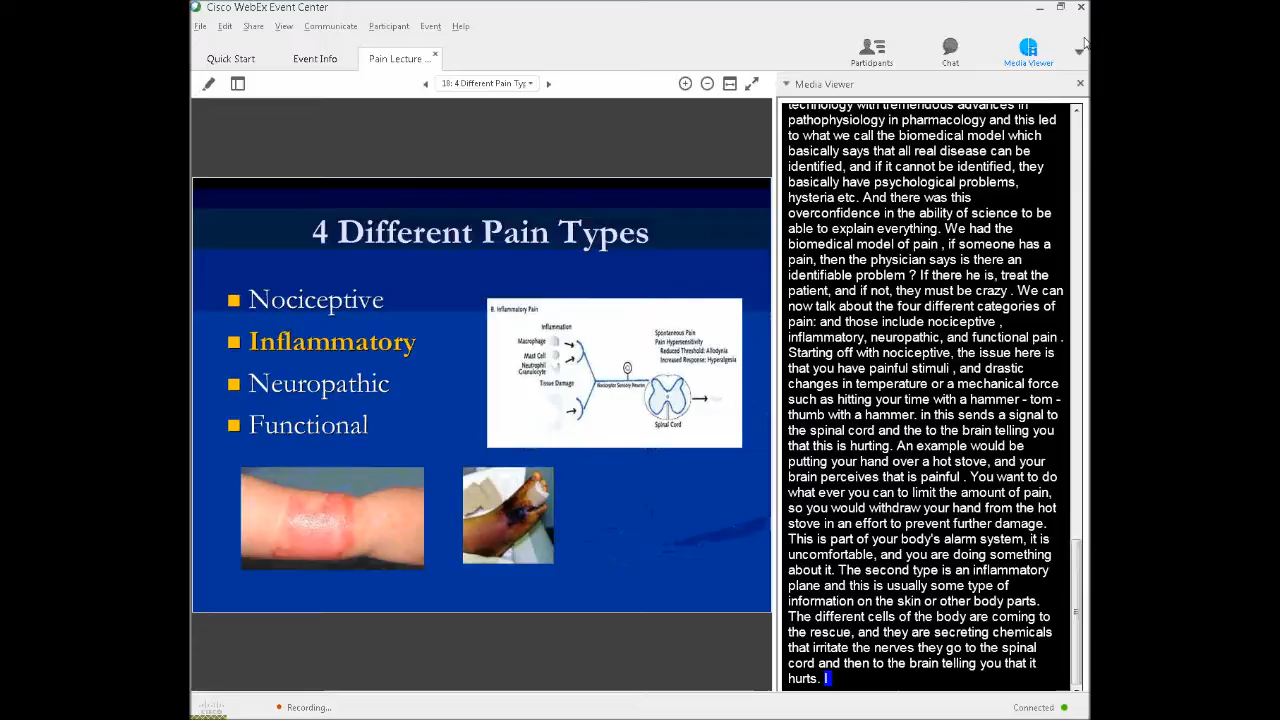 Cisco WebEx Event Center
File Edit Share View Communicate Participant Event Help
Quick Start Event Info Pain Lecture ...
Participants Chat Media Viewer
18: 4 Different Pain Typ
Media Viewer
4 Different Pain Types
Nociceptive
Inflammatory
Neuropathic
Functional
B. Inflammatory Pain
Inflammation
Macrophage
Mast Cell
Neutrophil
Granulocyte
Tissue Damage
Spontaneous Pain
Pain Hypersensitivity
Reduced Threshold: Allodynia
Increased Response: Hyperalgesia
Nociceptor Sensory Neuron
Spinal Cord
technology with tremendous advances in
pathophysiology in pharmacology and this led
to what we call the biomedical model which
basically says that all real disease can be
identified, and if it cannot be identified, they
basically have psychological problems,
hysteria etc. And there was this
overconfidence in the ability of science to be
able to explain everything. We had the
biomedical model of pain , if someone has a
pain, then the physician says is there an
identifiable problem ? If there he is, treat the
patient, and if not, they must be crazy . We can
now talk about the four different categories of
pain: and those include nociceptive ,
inflammatory, neuropathic, and functional pain .
Starting off with nociceptive, the issue here is
that you have painful stimuli , and drastic
changes in temperature or a mechanical force
such as hitting your time with a hammer - tom -
thumb with a hammer. in this sends a signal to
the spinal cord and the to the brain telling you
that this is hurting. An example would be
putting your hand over a hot stove, and your
brain perceives that is painful . You want to do
what ever you can to limit the amount of pain,
so you would withdraw your hand from the hot
stove in an effort to prevent further damage.
This is part of your body's alarm system, it is
uncomfortable, and you are doing something
about it. The second type is an inflammatory
plane and this is usually some type of
information on the skin or other body parts.
The different cells of the body are coming to
the rescue, and they are secreting chemicals
that irritate the nerves they go to the spinal
cord and then to the brain telling you that it
hurts. I
Recording...
Connected